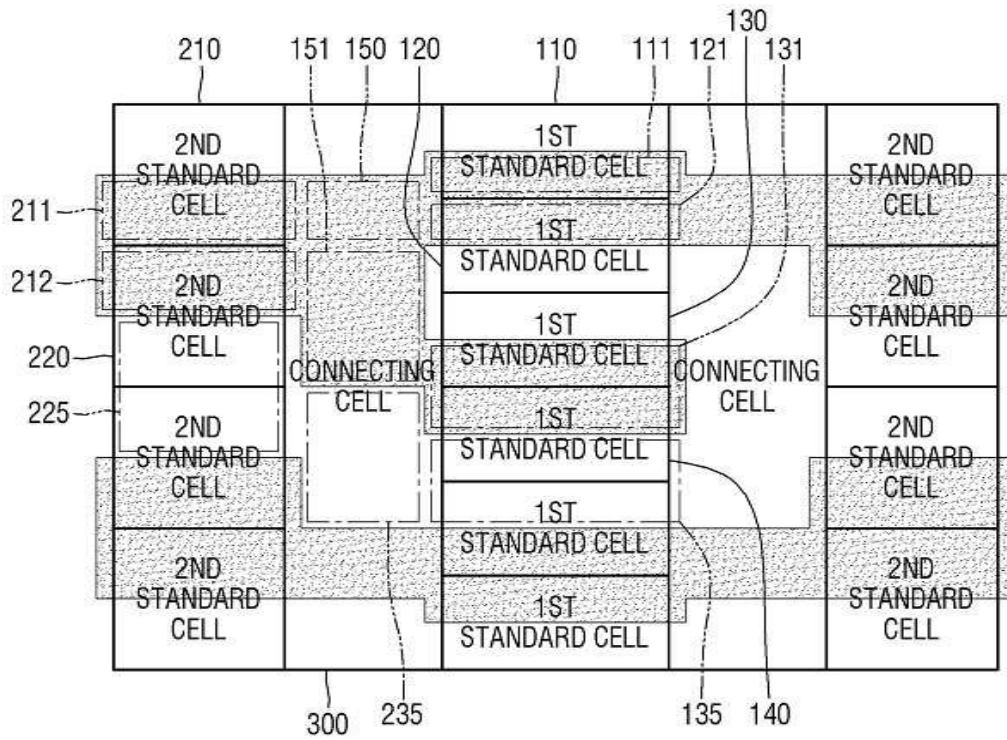 210
151
150
120
110
111
121
130
131
2ND
STANDARD
CELL
1ST
STANDARD CELL
2ND
STANDARD
CELL
211
1ST
STANDARD CELL
212
2ND
STANDARD
CELL
2ND
STANDARD
CELL
1ST
STANDARD CELL
220
CONNECTING
CELL
CONNECTING
CELL
225
2ND
STANDARD
CELL
1ST
STANDARD CELL
2ND
STANDARD
CELL
1ST
STANDARD CELL
2ND
STANDARD
CELL
1ST
STANDARD CELL
2ND
STANDARD
CELL
300
235
135
140